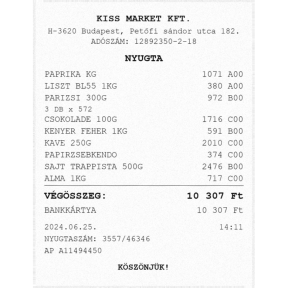 KISS MARKET KFT.
H-3620 Budapest, Petőfi sándor utca 182.
ADÓSZÁM: 12892350-2-18
NYUGTA
PAPRIKA KG 1071 A00
LISZT BL55 1KG 380 A00
PARIZSI 300G 972 B00
3 DB x 572
CSOKOLADE 100G 1716 C00
KENYER FEHER 1KG 591 B00
KAVE 250G 2010 C00
PAPIRZSEBKENDO 374 C00
SAJT TRAPPISTA 500G 2476 B00
ALMA 1KG 717 C00
VÉGÖSSZEG: 10 307 Ft
BANKKÁRTYA 10 307 Ft
2024.06.25. 14:11
NYUGTASZÁM: 3557/46346
AP A11494450
KÖSZÖNJÜK!